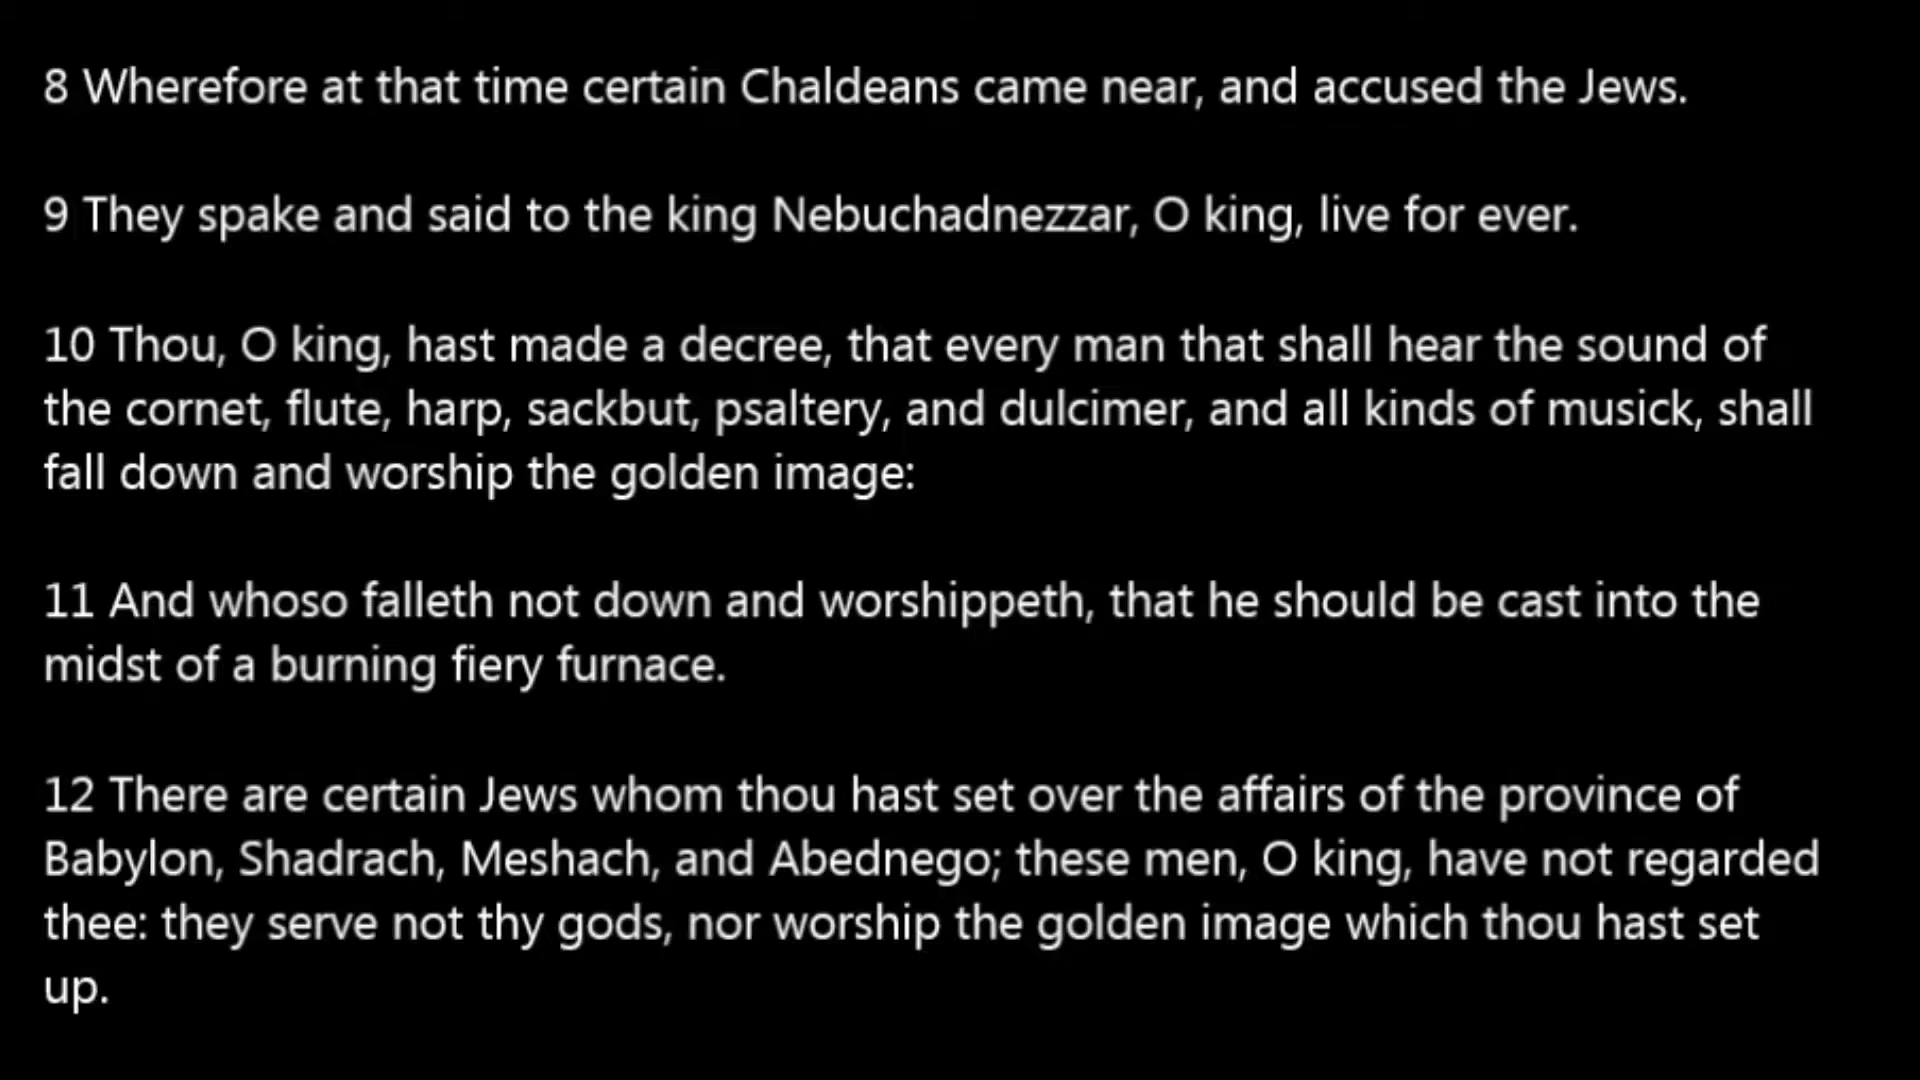 8 Wherefore at that time certain Chaldeans came near, and accused the Jews.
9 They spake and said to the king Nebuchadnezzar, O king, live for ever.
10 Thou, O king, hast made a decree, that every man that shall hear the sound of
the cornet, flute, harp, sackbut, psaltery, and dulcimer, and all kinds of musick, shall
fall down and worship the golden image:
11 And whoso falleth not down and worshippeth, that he should be cast into the
midst of a burning fiery furnace.
12 There are certain Jews whom thou hast set over the affairs of the province of
Babylon, Shadrach, Meshach, and Abednego; these men, O king, have not regarded
thee: they serve not thy gods, nor worship the golden image which thou hast set
up.